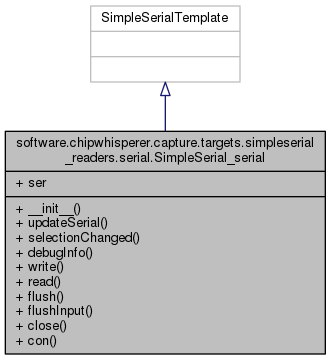 SimpleSerialTemplate
software.chipwhisperer.capture.targets.simpleserial
_readers.serial.SimpleSerial_serial
+ ser
+ __init__()
+ updateSerial()
+ selectionChanged()
+ debugInfo()
+ write()
+ read()
+ flush()
+ flushInput()
+ close()
+ con()